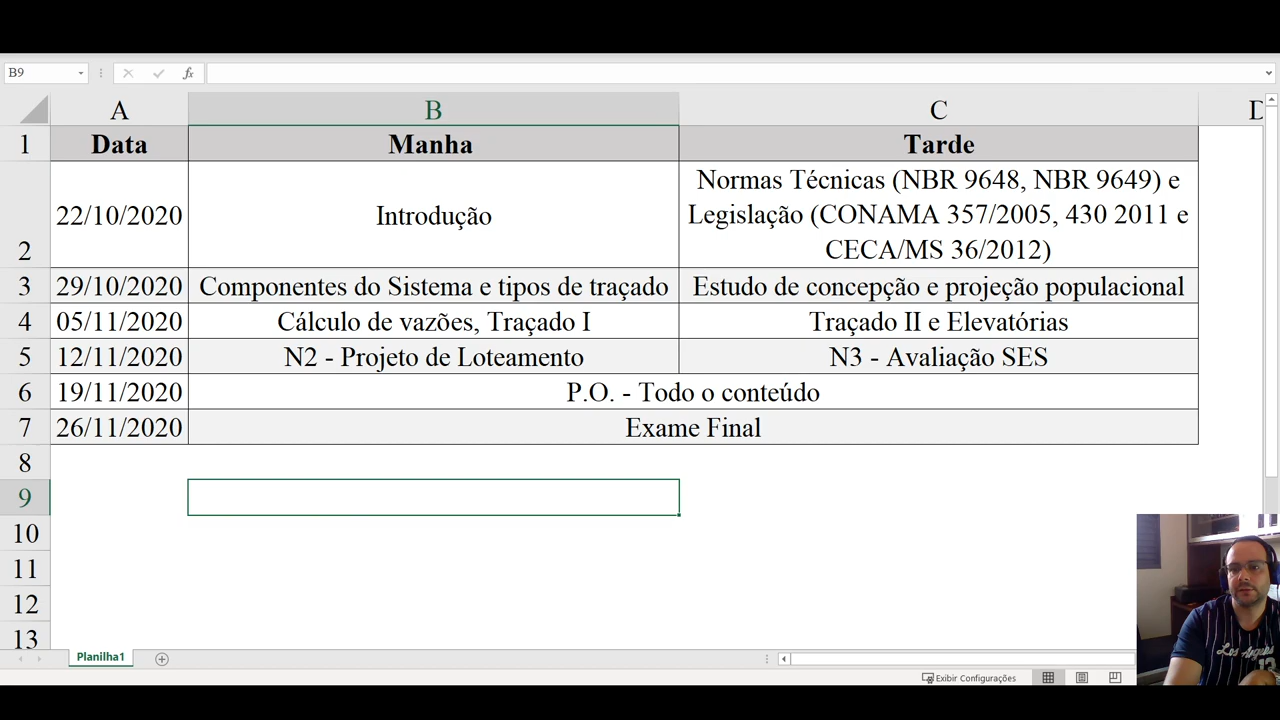 B9
fx
A B C D
1 Data Manha Tarde
2 22/10/2020 Introdução Normas Técnicas (NBR 9648, NBR 9649) e
Legislação (CONAMA 357/2005, 430 2011 e
CECA/MS 36/2012)
3 29/10/2020 Componentes do Sistema e tipos de traçado Estudo de concepção e projeção populacional
4 05/11/2020 Cálculo de vazões, Traçado I Traçado II e Elevatórias
5 12/11/2020 N2 - Projeto de Loteamento N3 - Avaliação SES
6 19/11/2020 P.O. - Todo o conteúdo
7 26/11/2020 Exame Final
8
9
10
11
12
13
Planilha1
Exibir Configurações
Los Angeles
13